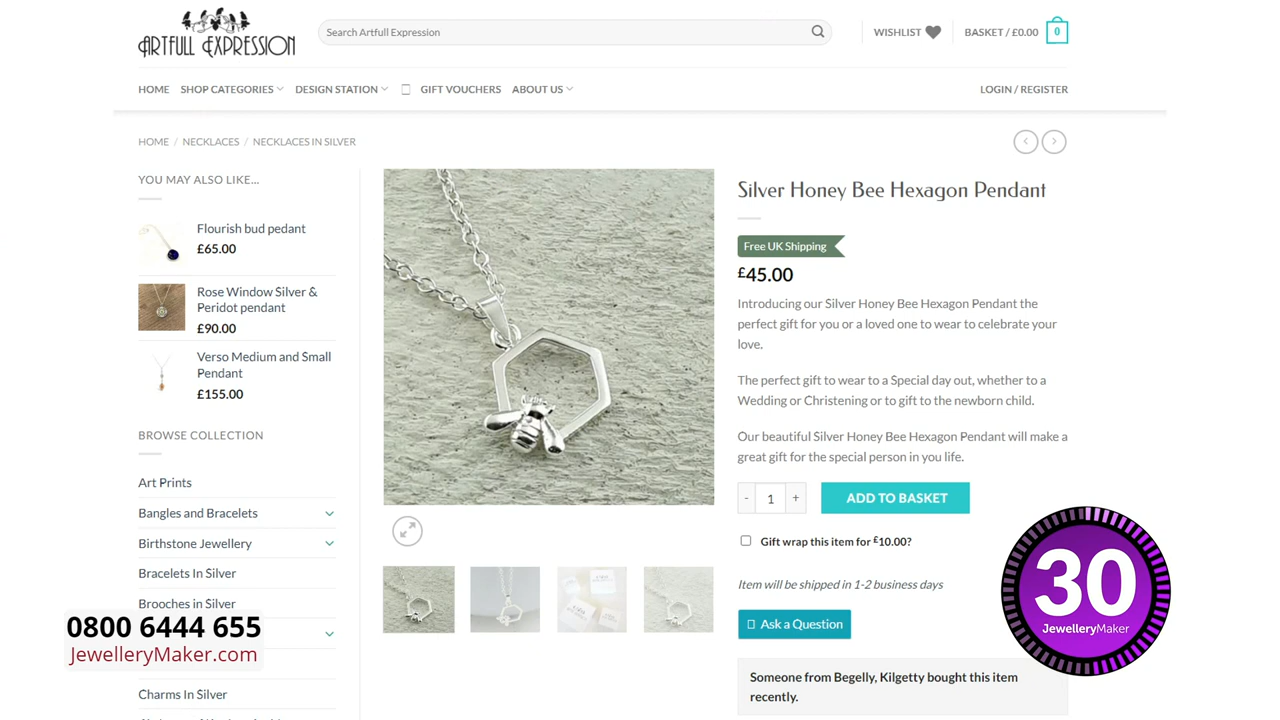 ARTFULL EXPRESSION
Search Artfull Expression
WISHLIST
BASKET / £0.00
0
HOME
SHOP CATEGORIES
DESIGN STATION
GIFT VOUCHERS
ABOUT US
LOGIN / REGISTER
HOME / NECKLACES / NECKLACES IN SILVER
YOU MAY ALSO LIKE...
Flourish bud pedant
£65.00
Rose Window Silver &
Peridot pendant
£90.00
Verso Medium and Small
Pendant
£155.00
BROWSE COLLECTION
Art Prints
Bangles and Bracelets
Birthstone Jewellery
Bracelets In Silver
Brooches in Silver
0800 6444 655
JewelleryMaker.com
Charms In Silver
Silver Honey Bee Hexagon Pendant
Free UK Shipping
£45.00
Introducing our Silver Honey Bee Hexagon Pendant the
perfect gift for you or a loved one to wear to celebrate your
love.
The perfect gift to wear to a Special day out, whether to a
Wedding or Christening or to gift to the newborn child.
Our beautiful Silver Honey Bee Hexagon Pendant will make a
great gift for the special person in you life.
- 1 +
ADD TO BASKET
Gift wrap this item for £10.00?
Item will be shipped in 1-2 business days
Ask a Question
Someone from Begelly, Kilgetty bought this item
recently.
30
JewelleryMaker